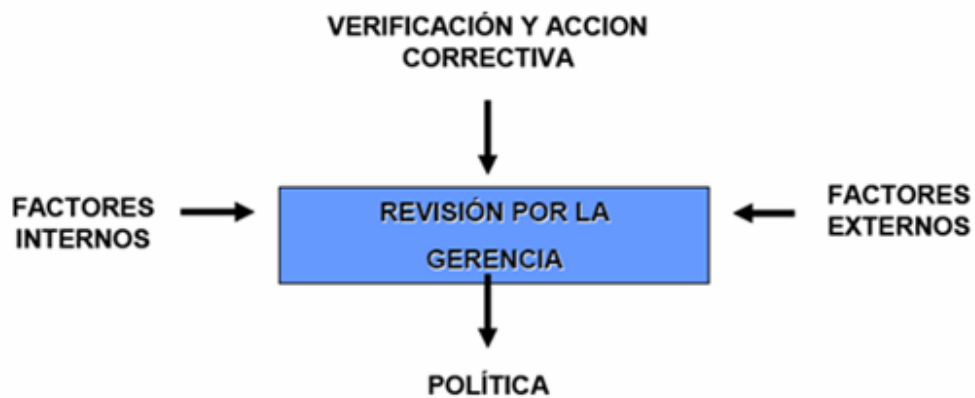 VERIFICACIÓN Y ACCION
CORRECTIVA
FACTORES
INTERNOS
REVISIÓN POR LA
GERENCIA
FACTORES
EXTERNOS
POLÍTICA